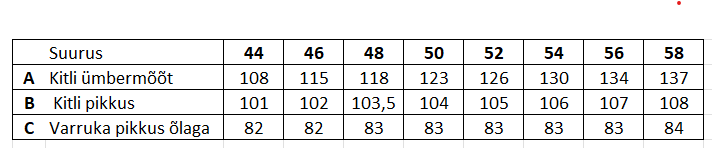 Suurus 44 46 48 50 52 54 56 58
A Kitli ümbermõõt 108 115 118 123 126 130 134 137
B Kitli pikkus 101 102 103,5 104 105 106 107 108
C Varruka pikkus õlaga 82 82 83 83 83 83 83 84